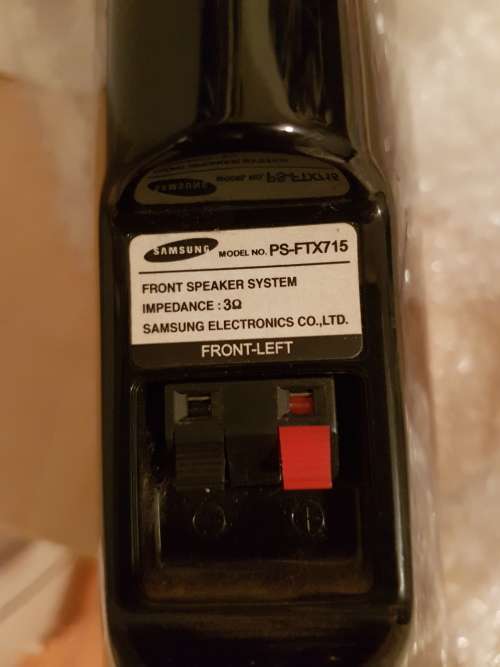 SAMSUNG MODEL NO. PS-FTX715
FRONT SPEAKER SYSTEM
IMPEDANCE : 3Ω
SAMSUNG ELECTRONICS CO.,LTD.
FRONT-LEFT